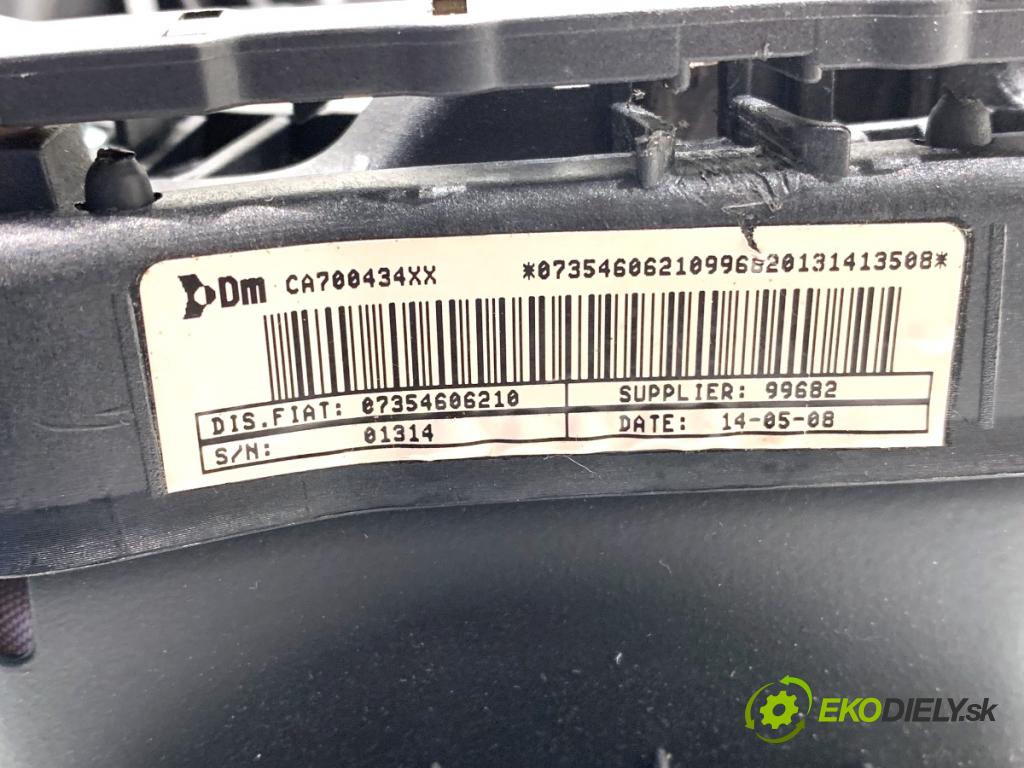 Dm CA700434XX *07354606210996820131413508*
DIS.FIAT: 07354606210 SUPPLIER: 99682
S/N: 01314 DATE: 14-05-08
EKODIELY.sk